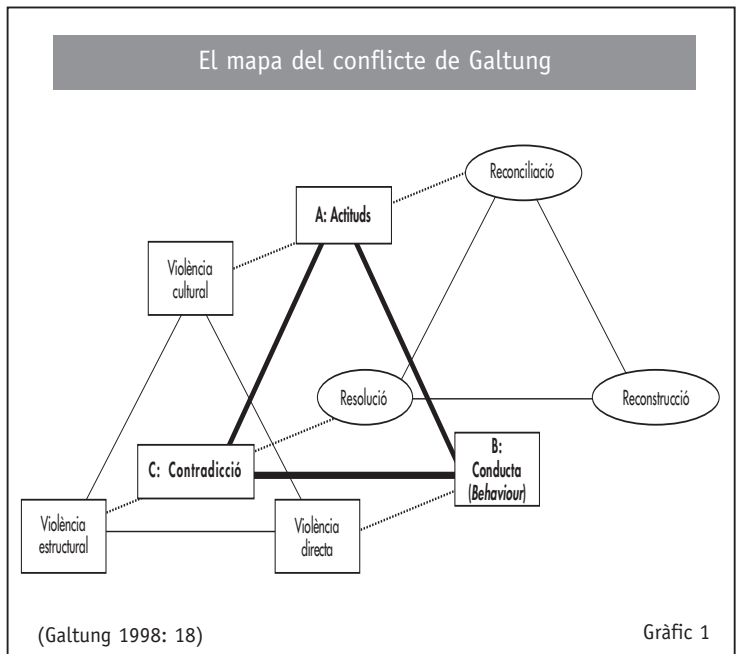 El mapa del conflicte de Galtung
Reconciliació
A: Actituds
Violència
cultural
Resolució
Reconstrucció
B:
Conducta
(Behaviour)
C: Contradicció
Violència
estructural
Violència
directa
(Galtung 1998: 18)
Gràfic 1